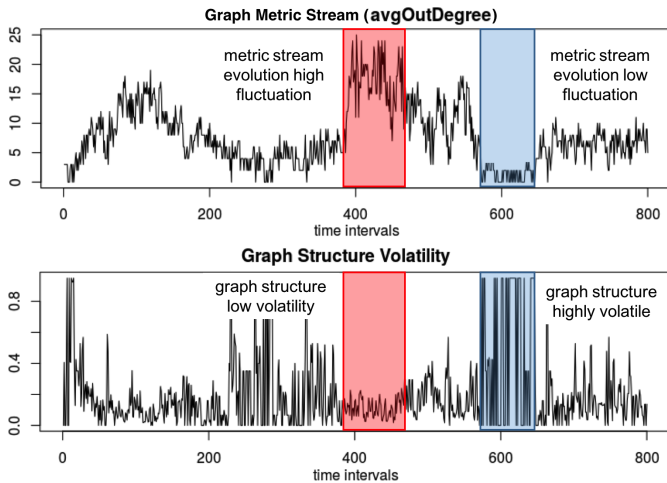 Graph Metric Stream (avgOutDegree)
metric stream
evolution high
fluctuation
metric stream
evolution low
fluctuation
25
20
15
10
5
0
0 200 400 600 800
time intervals
Graph Structure Volatility
graph structure
low volatility
graph structure
highly volatile
0.8
0.4
0.0
0 200 400 600 800
time intervals